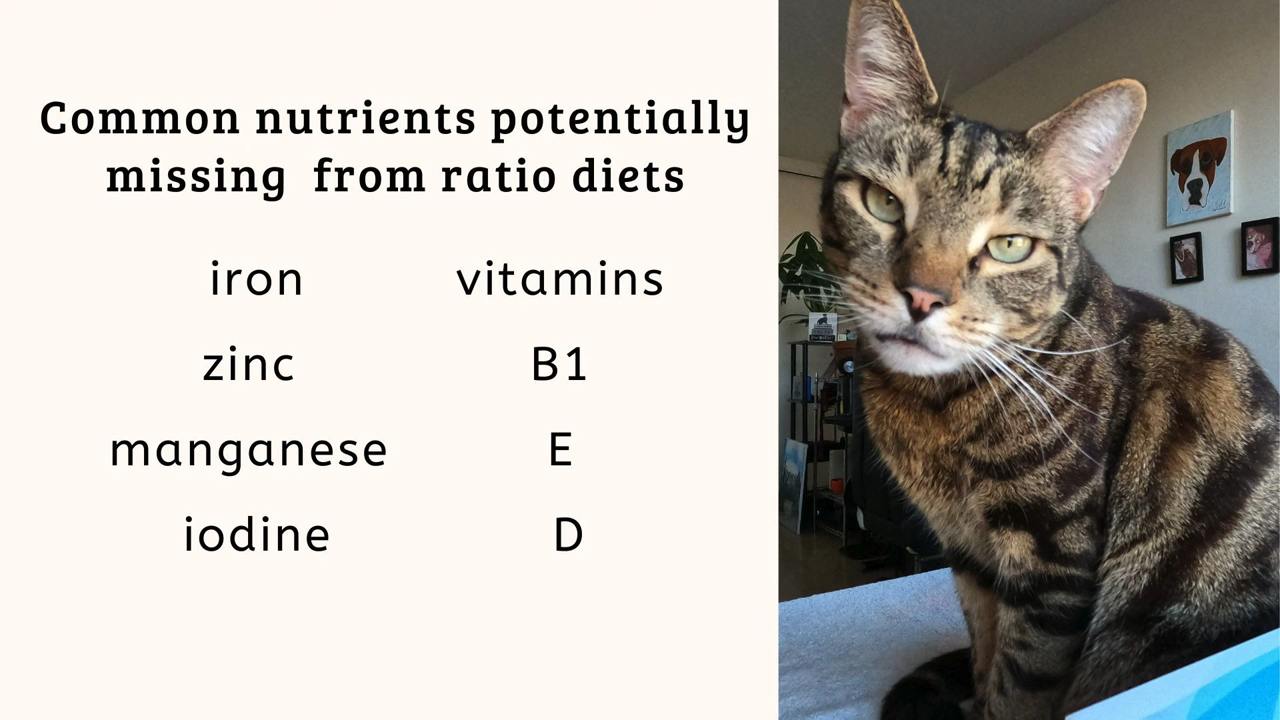 Common nutrients potentially
missing  from ratio diets
iron
zinc
manganese
iodine
vitamins
B1
E
D